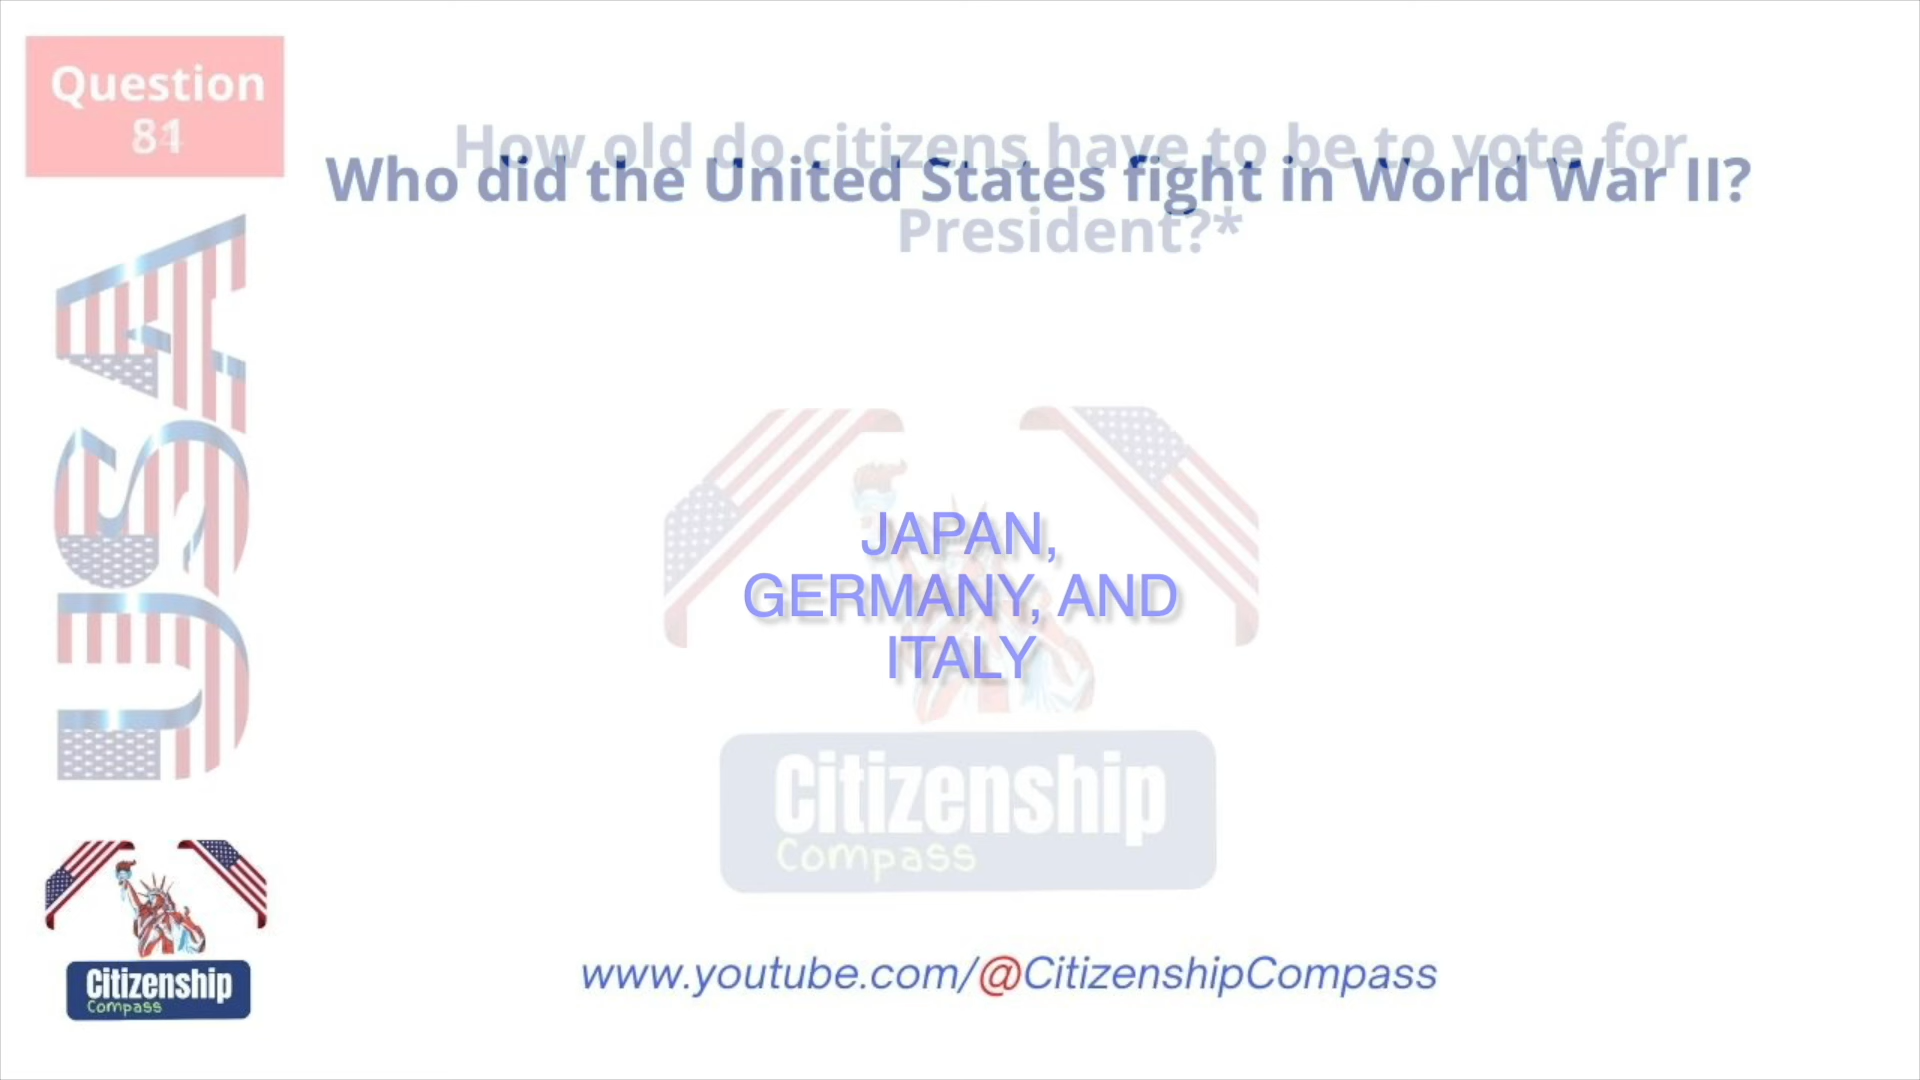 Question
81
How old do citizens have to be to vote for
Who did the United States fight in World War II?
President?*
JAPAN,
GERMANY, AND
ITALY
Citizenship
Compass
www.youtube.com/@CitizenshipCompass
Citizenship
Compass
USA